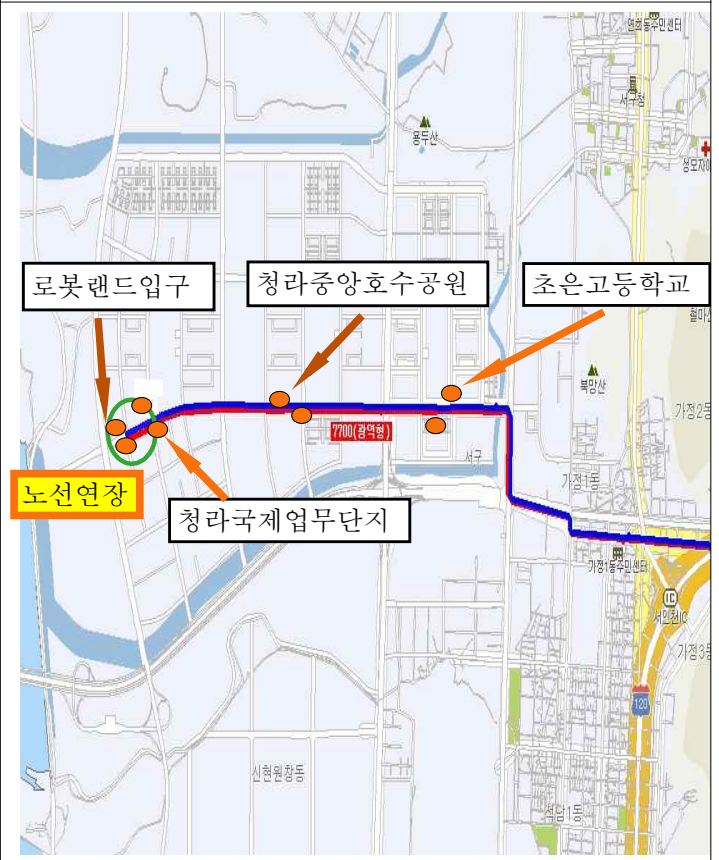 연희동주민센터
서구청
용두산
성모자애
로봇랜드입구
청라중앙호수공원
초은고등학교
철마산
북망산
가정2동
7700(광역형)
서구
가정1동
노선연장
청라국제업무단지
가정1동주민센터
IC
서인천IC
가정3동
120
신현원창동
석남1동